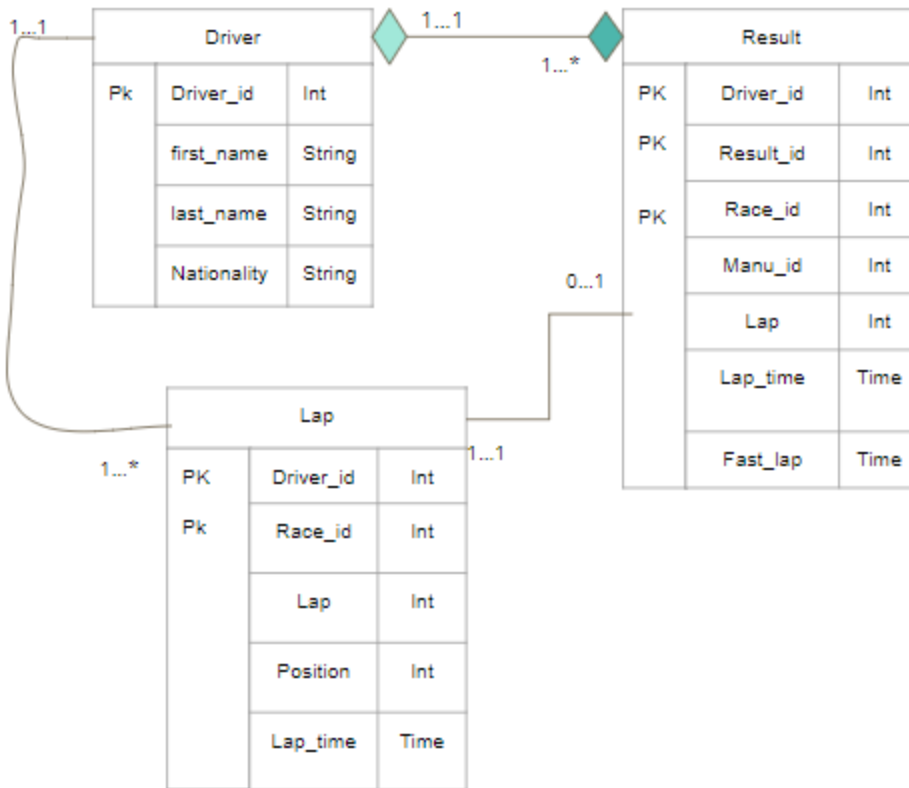 1...1
Driver
1...1
1...*
Result
Pk Driver_id Int
first_name String
last_name String
Nationality String
PK Driver_id Int
PK Result_id Int
PK Race_id Int
Manu_id Int
Lap Int
Lap_time Time
Fast_lap Time
0...1
1...*
1...1
Lap
PK Driver_id Int
Pk Race_id Int
Lap Int
Position Int
Lap_time Time